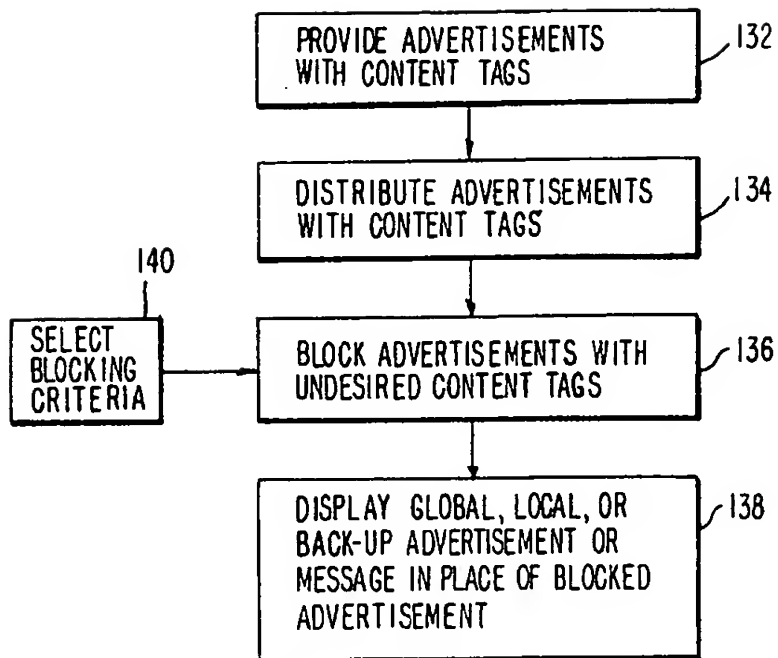 PROVIDE ADVERTISEMENTS
WITH CONTENT TAGS
132
DISTRIBUTE ADVERTISEMENTS
WITH CONTENT TAGS
134
140
SELECT
BLOCKING
CRITERIA
BLOCK ADVERTISEMENTS WITH
UNDESIRED CONTENT TAGS
136
DISPLAY GLOBAL, LOCAL, OR
BACK-UP ADVERTISEMENT OR
MESSAGE IN PLACE OF BLOCKED
ADVERTISEMENT
138